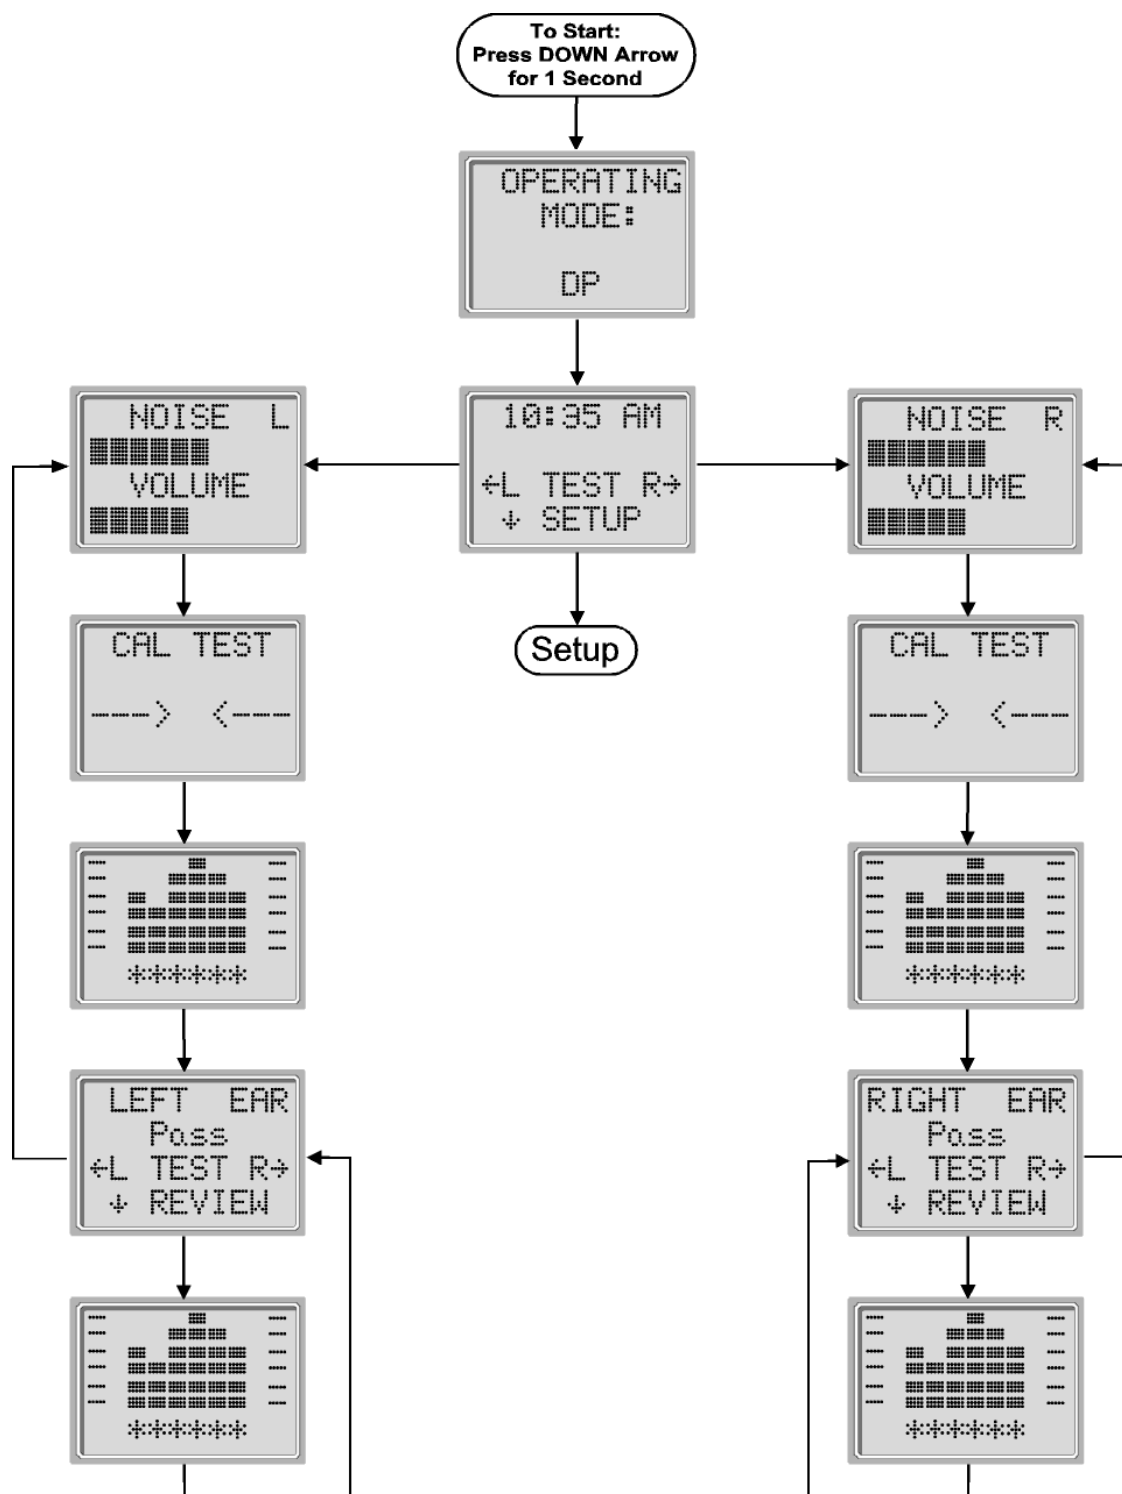 To Start:
Press DOWN Arrow
for 1 Second
OPERATING
MODE:
DP
10:35 AM
←L TEST R→
↓ SETUP
Setup
NOISE L
VOLUME
CAL TEST
---> <---
******
LEFT EAR
Pass
←L TEST R→
↓ REVIEW
******
NOISE R
VOLUME
CAL TEST
---> <---
******
RIGHT EAR
Pass
←L TEST R→
↓ REVIEW
******